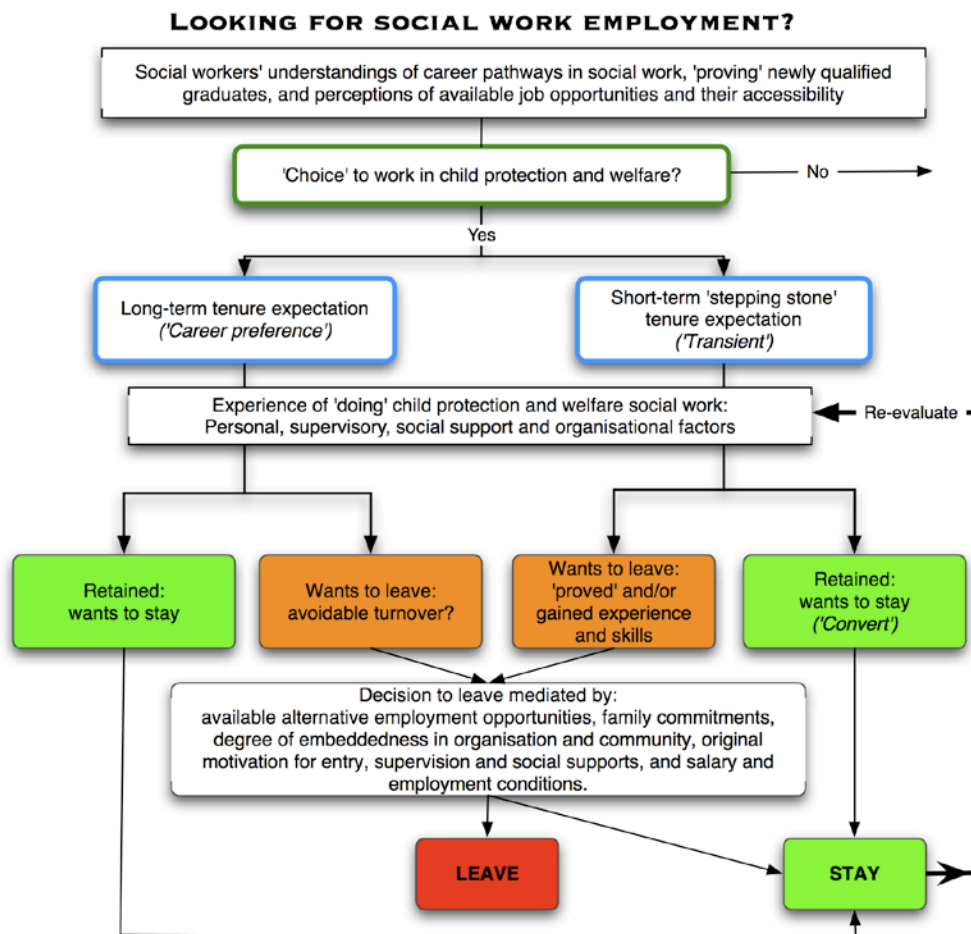 LOOKING FOR SOCIAL WORK EMPLOYMENT?
Social workers' understandings of career pathways in social work, 'proving' newly qualified
graduates, and perceptions of available job opportunities and their accessibility
'Choice' to work in child protection and welfare?
No
Yes
Long-term tenure expectation
('Career preference')
Short-term 'stepping stone'
tenure expectation
('Transient')
Experience of 'doing' child protection and welfare social work:
Personal, supervisory, social support and organisational factors
Re-evaluate
Retained:
wants to stay
Wants to leave:
avoidable turnover?
Wants to leave:
'proved' and/or
gained experience
and skills
Retained:
wants to stay
('Convert')
Decision to leave mediated by:
available alternative employment opportunities, family commitments,
degree of embeddedness in organisation and community, original
motivation for entry, supervision and social supports, and salary and
employment conditions.
LEAVE
STAY